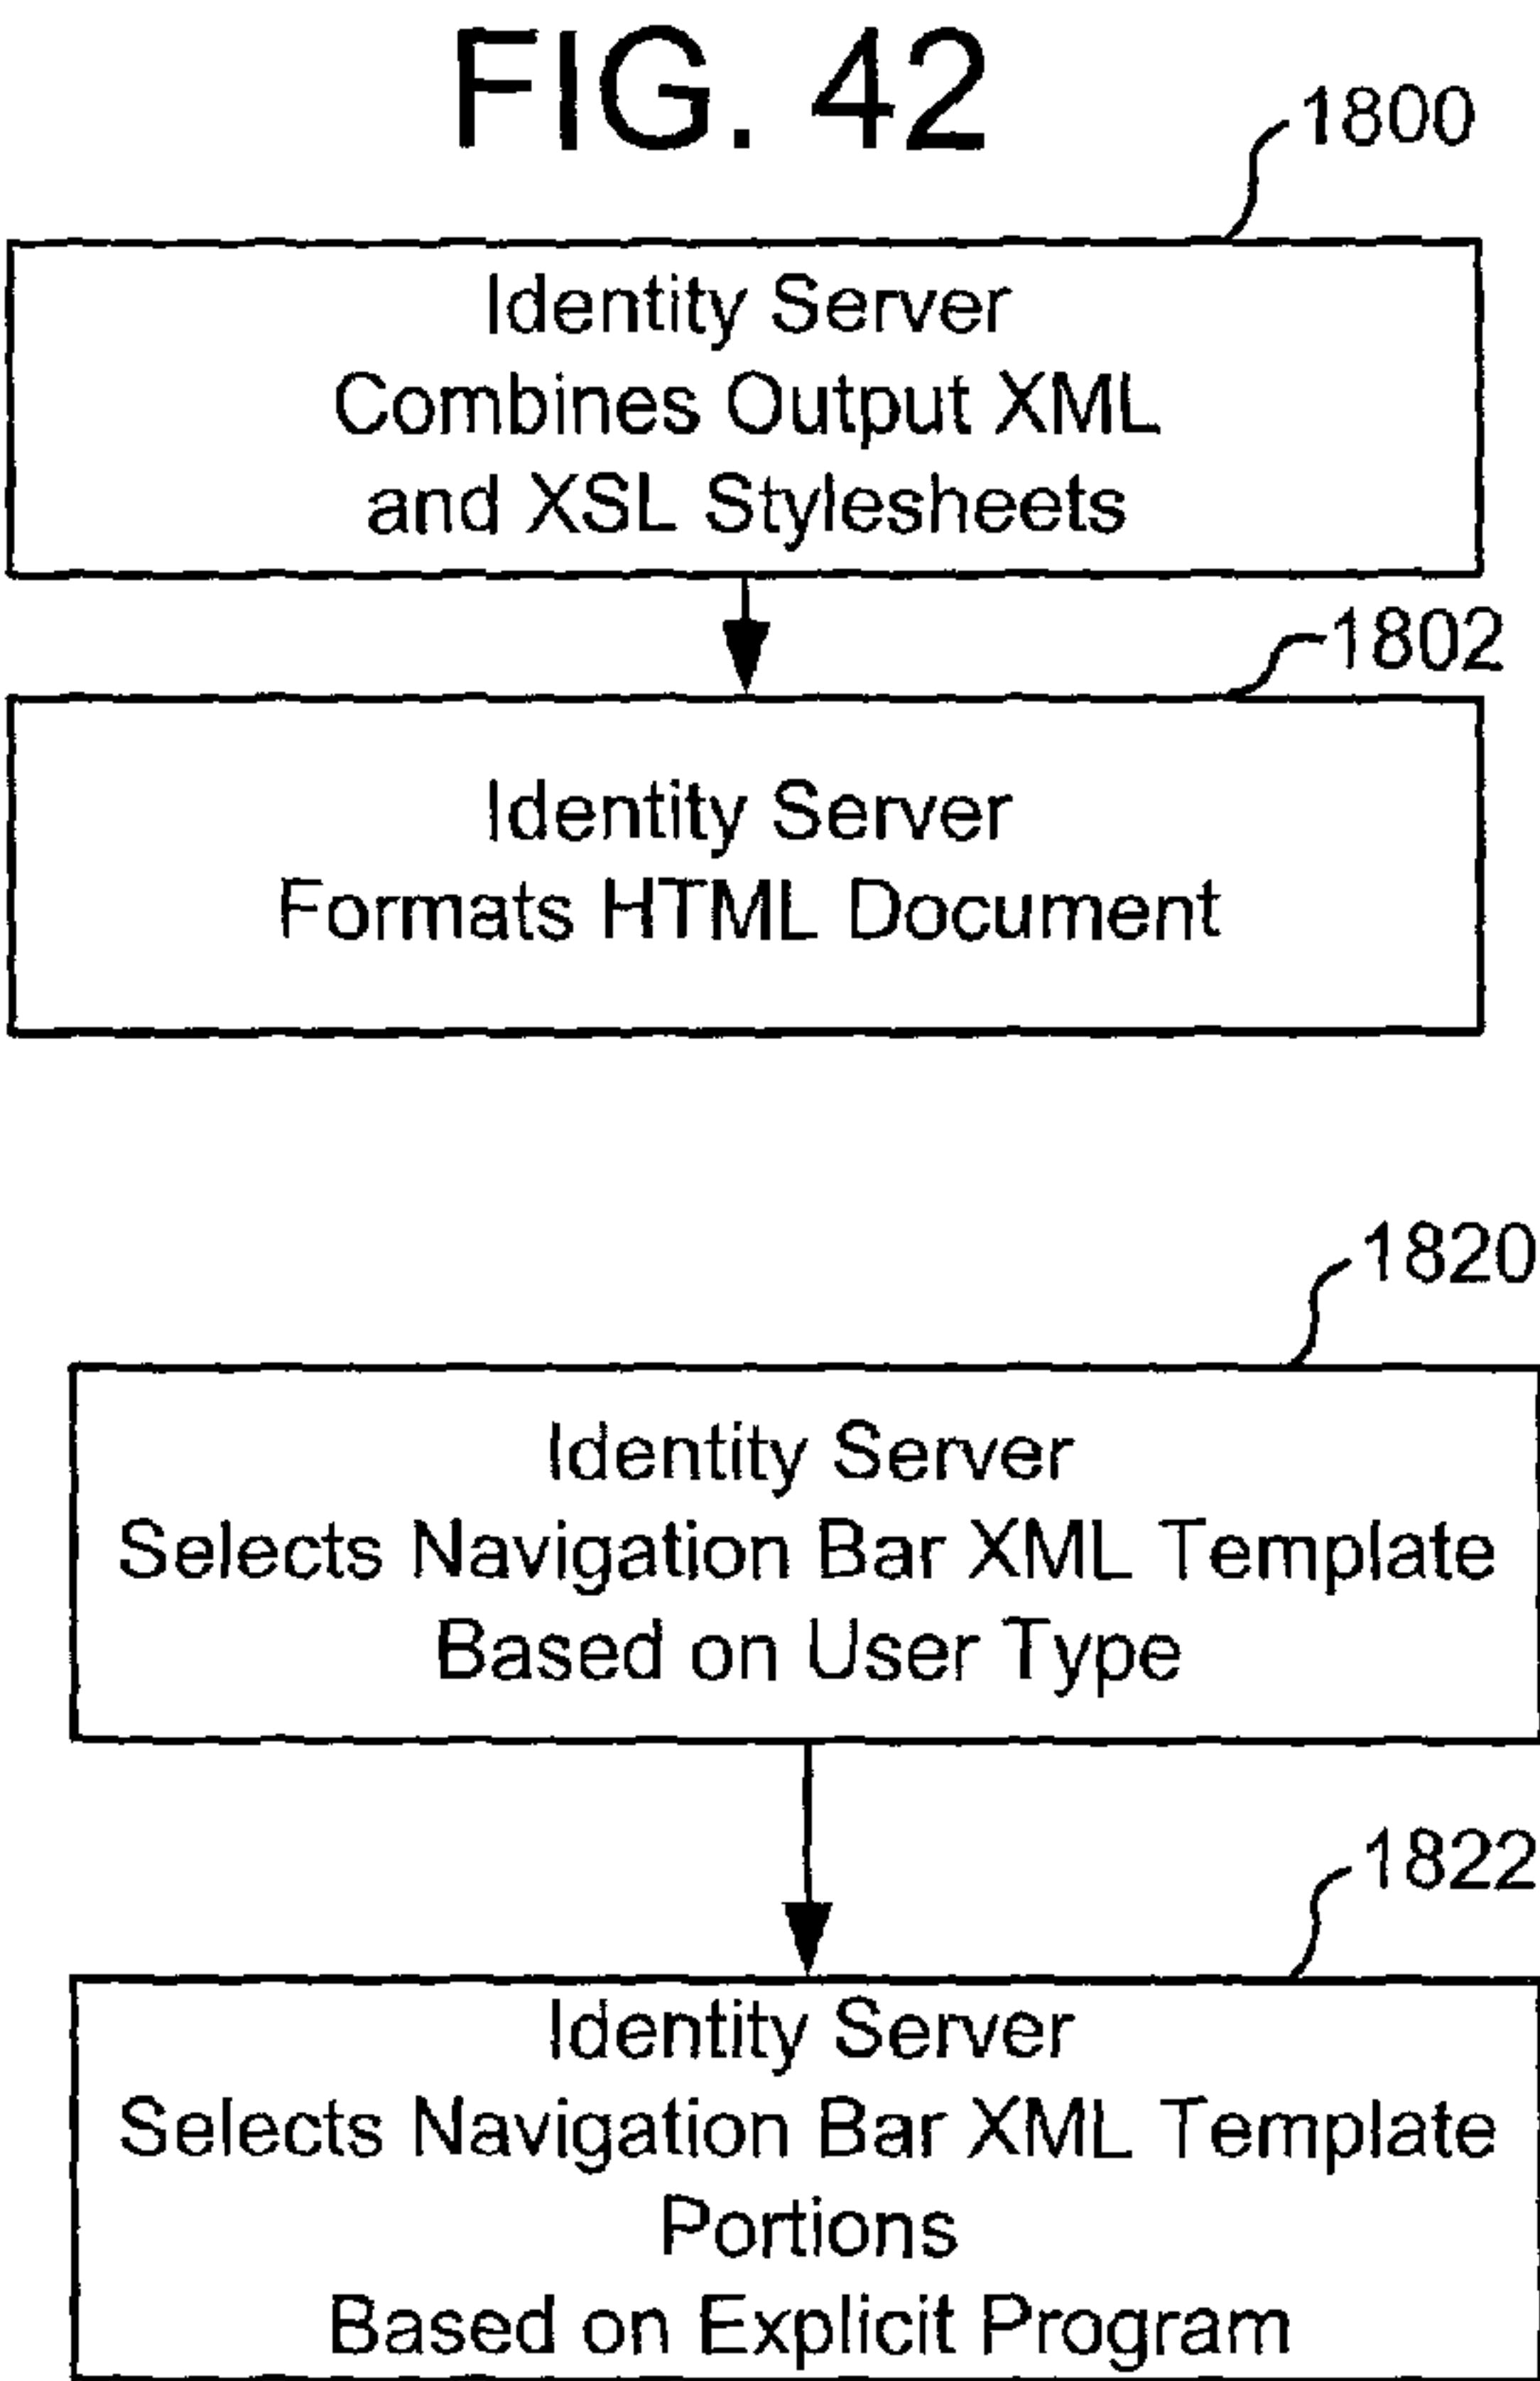 FIG. 42
1800
Identity Server
Combines Output XML
and XSL Stylesheets
1802
Identity Server
Formats HTML Document
1820
Identity Server
Selects Navigation Bar XML Template
Based on User Type
1822
Identity Server
Selects Navigation Bar XML Template
Portions
Based on Explicit Program